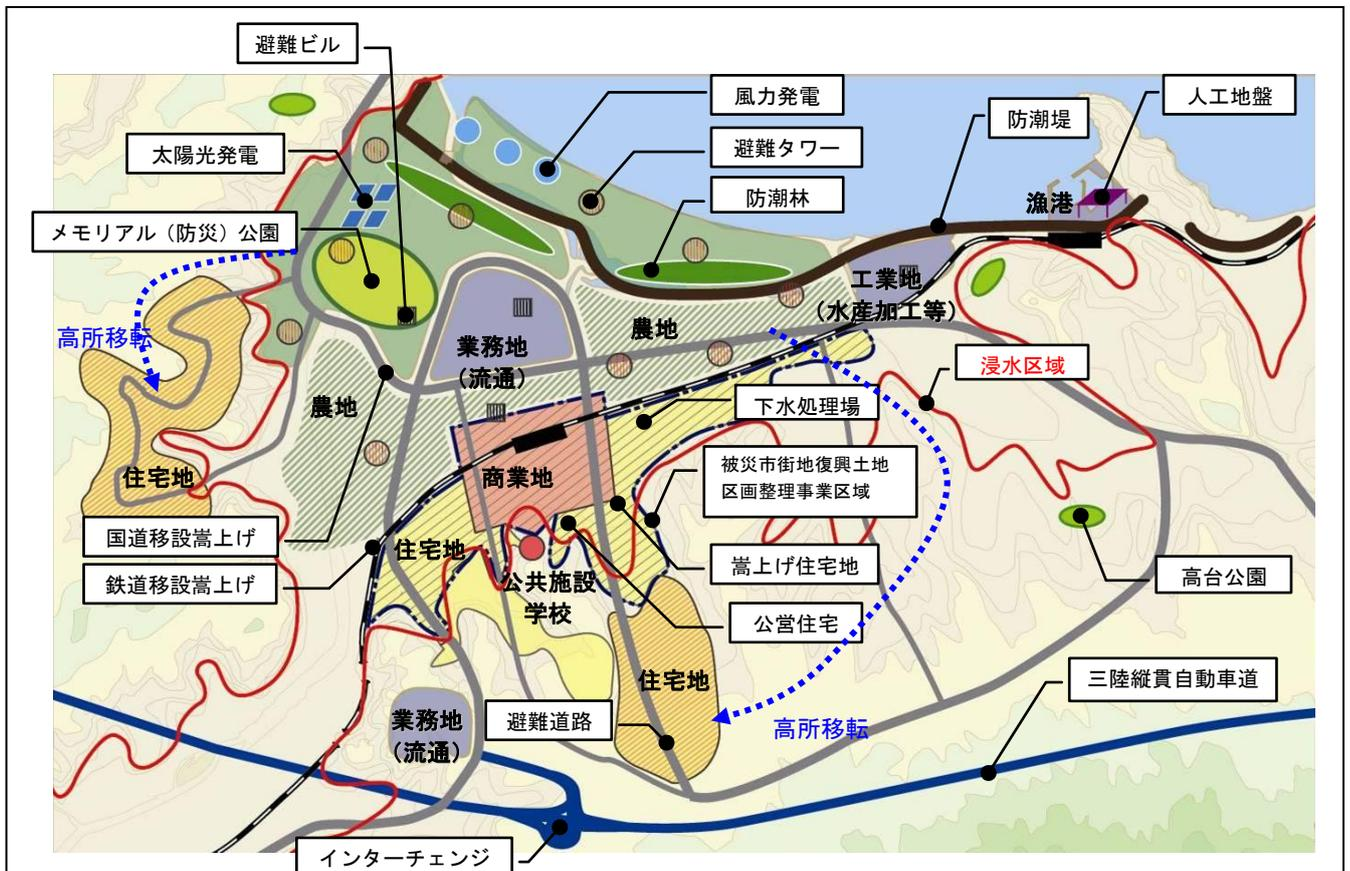 避難ビル
風力発電
人工地盤
防潮堤
太陽光発電
避難タワー
防潮林
漁港
メモリアル（防災）公園
工業地
（水産加工等）
高所移転
農地
業務地
（流通）
浸水区域
農地
下水処理場
住宅地
商業地
被災市街地復興土地
区画整理事業区域
国道移設嵩上げ
住宅地
嵩上げ住宅地
鉄道移設嵩上げ
公共施設
学校
高台公園
公営住宅
住宅地
三陸縦貫自動車道
業務地
（流通）
避難道路
高所移転
インターチェンジ